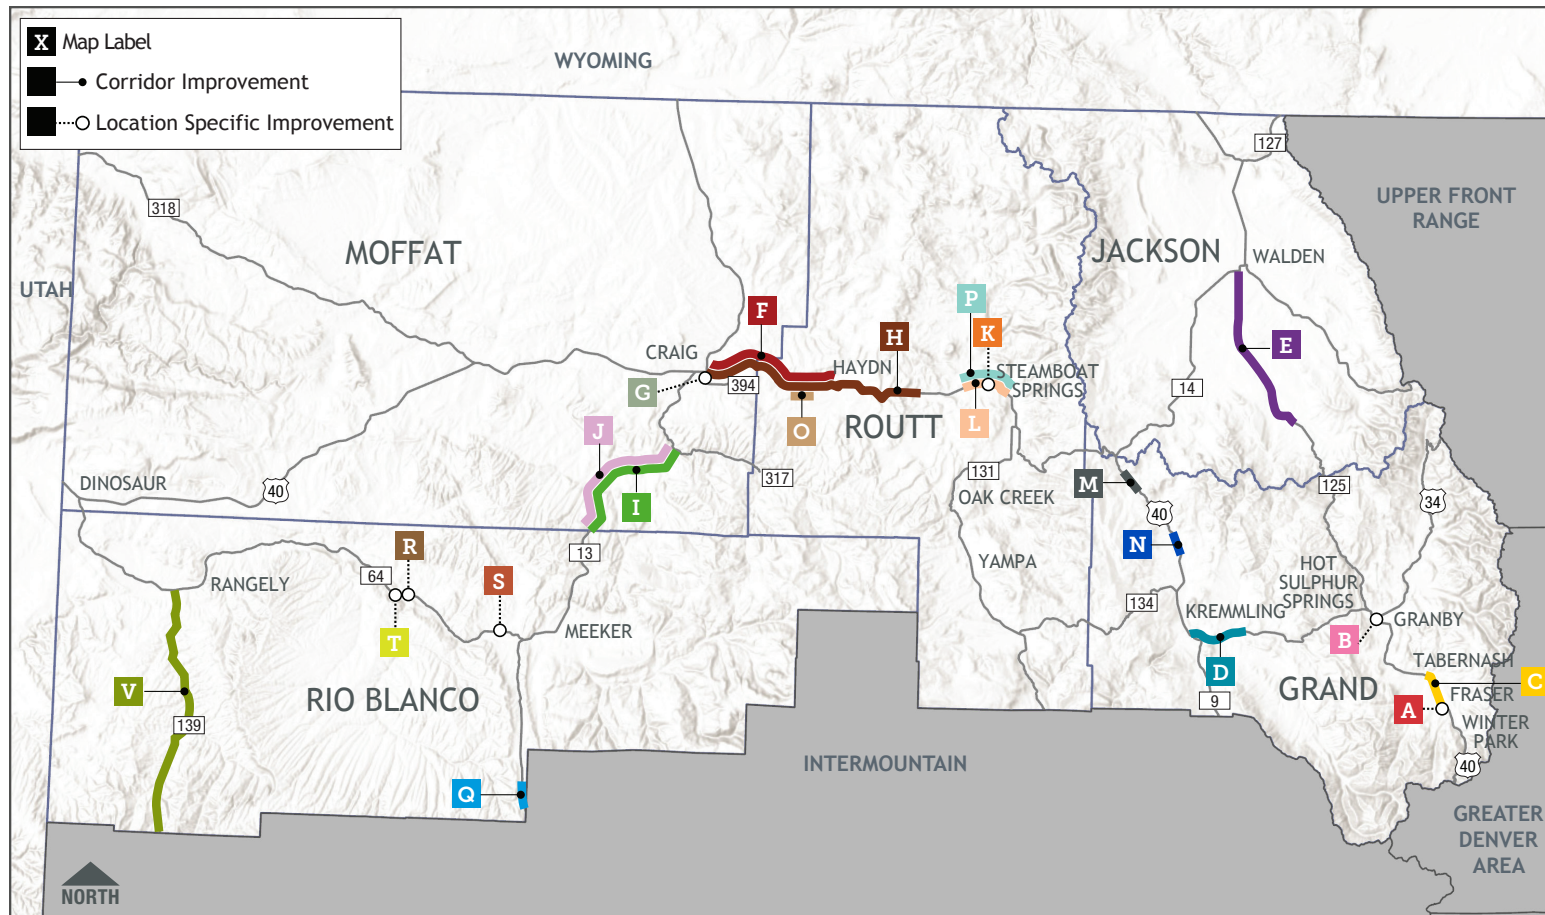 X Map Label
Corridor Improvement
Location Specific Improvement
WYOMING
127
UPPER FRONT
RANGE
318
MOFFAT
JACKSON
WALDEN
UTAH
P
F
K
H
E
CRAIG
HAYDN
STEAMBOAT
SPRINGS
G
394
14
O
ROUTT
L
J
131
317
DINOSAUR
40
I
M
OAK CREEK
125
34
40
N
13
R
64
S
YAMPA
HOT
SULPHUR
SPRINGS
RANGELY
134
KREMMLING
T
MEEKER
B
GRANBY
TABERNASH
V
RIO BLANCO
D
GRAND
C
FRASER
9
A
139
WINTER
PARK
40
INTERMOUNTAIN
Q
GREATER
DENVER
AREA
NORTH